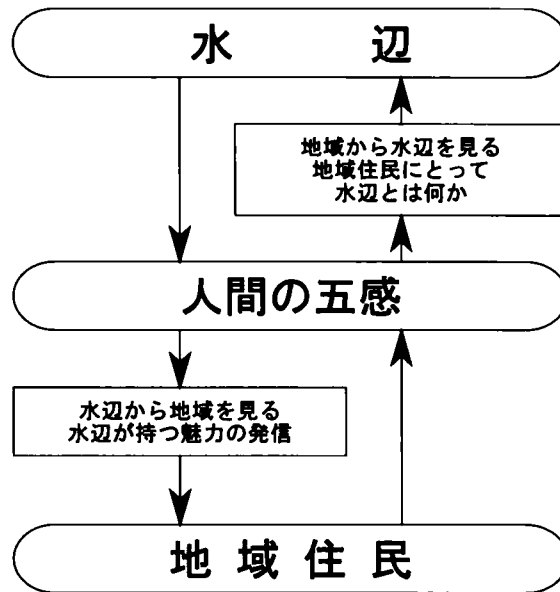 水　　　辺
地域から水辺を見る
地域住民にとって
水辺とは何か
人間の五感
水辺から地域を見る
水辺が持つ魅力の発信
地 域 住 民